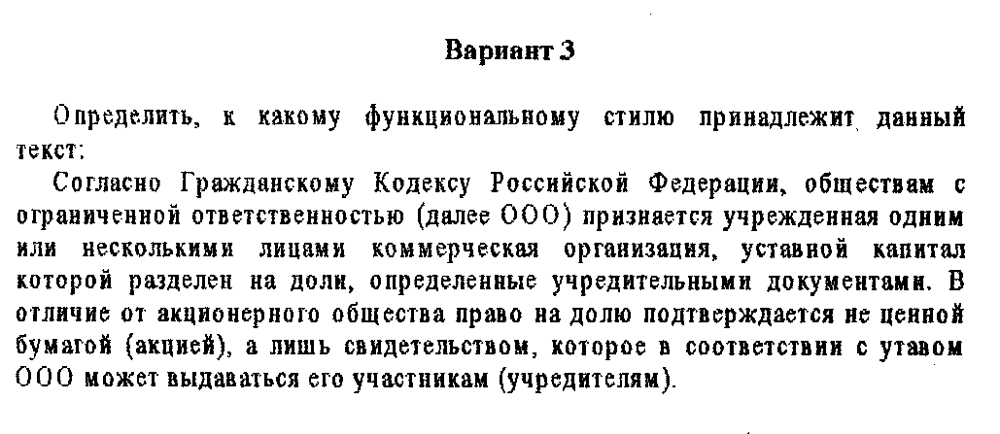 Вариант 3
Определить, к какому функциональному стилю принадлежит данный
текст:
Согласно Гражданскому Кодексу Российской Федерации, обществам с
ограниченной ответственностью (далее ООО) признается учрежденная одним
или несколькими лицами коммерческая организация, уставной капитал
которой разделен на доли, определенные учредительными документами. В
отличие от акционерного общества право на долю подтверждается не ценной
бумагой (акцией), а лишь свидетельством, которое в соответствии с утавом
ООО может выдаваться его участникам (учредителям).